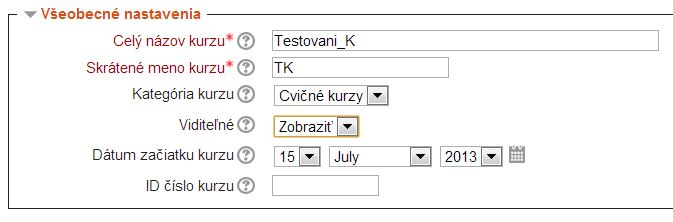 Všeobecné nastavenia
Celý názov kurzu* Testovani_K
Skrátené meno kurzu* TK
Kategória kurzu Cvičné kurzy
Viditeľné Zobraziť
Dátum začiatku kurzu 15 July 2013
ID číslo kurzu